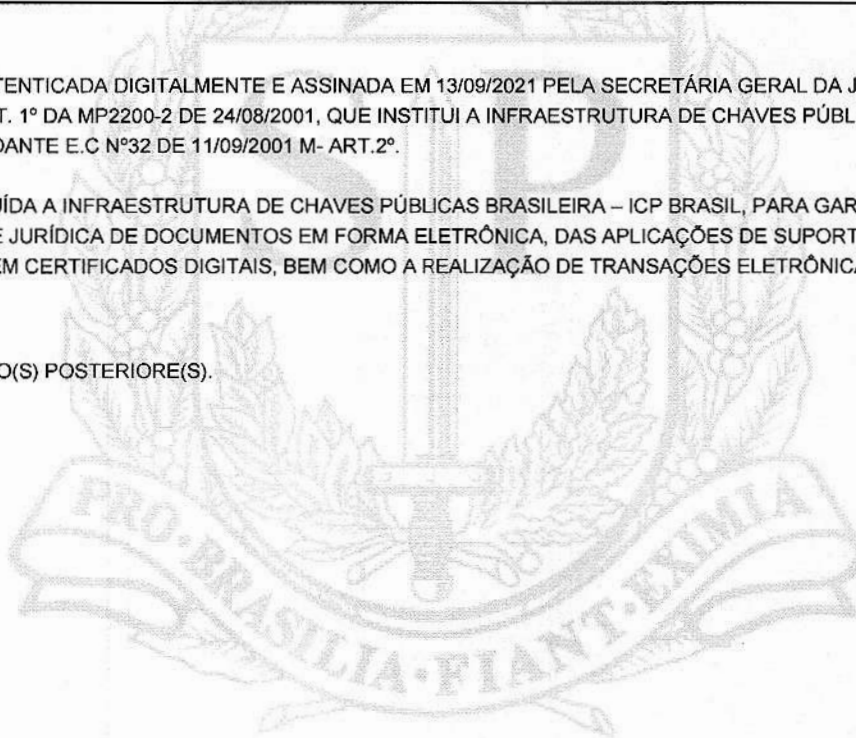 TENTICADA DIGITALMENTE E ASSINADA EM 13/09/2021 PELA SECRETÁRIA GERAL DA J
T. 1º DA MP2200-2 DE 24/08/2001, QUE INSTITUI A INFRAESTRUTURA DE CHAVES PÚBL
DANTE E.C Nº32 DE 11/09/2001 M- ART.2º.
UÍDA A INFRAESTRUTURA DE CHAVES PÚBLICAS BRASILEIRA – ICP BRASIL, PARA GAR
E JURÍDICA DE DOCUMENTOS EM FORMA ELETRÔNICA, DAS APLICAÇÕES DE SUPORT
EM CERTIFICADOS DIGITAIS, BEM COMO A REALIZAÇÃO DE TRANSAÇÕES ELETRÔNICA
O(S) POSTERIORE(S).
SP
PRO·BRASILIA·FIANT·EXIMIA